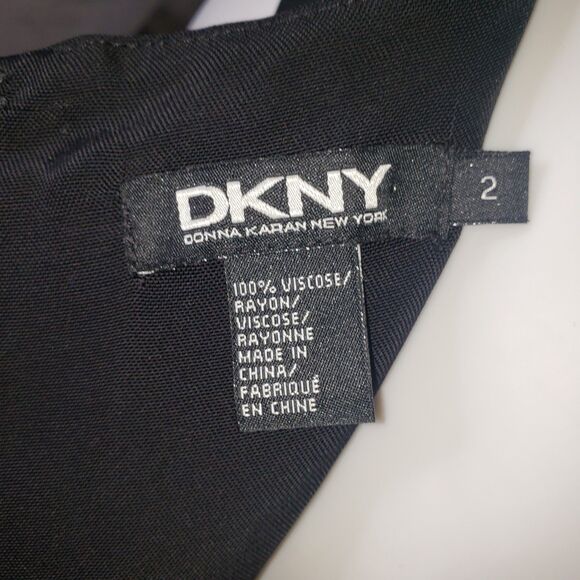 DKNY
DONNA KARAN NEW YORK
2
100% VISCOSE/
RAYON/
VISCOSE/
RAYONNE
MADE IN
CHINA/
FABRIQUÉ
EN CHINE